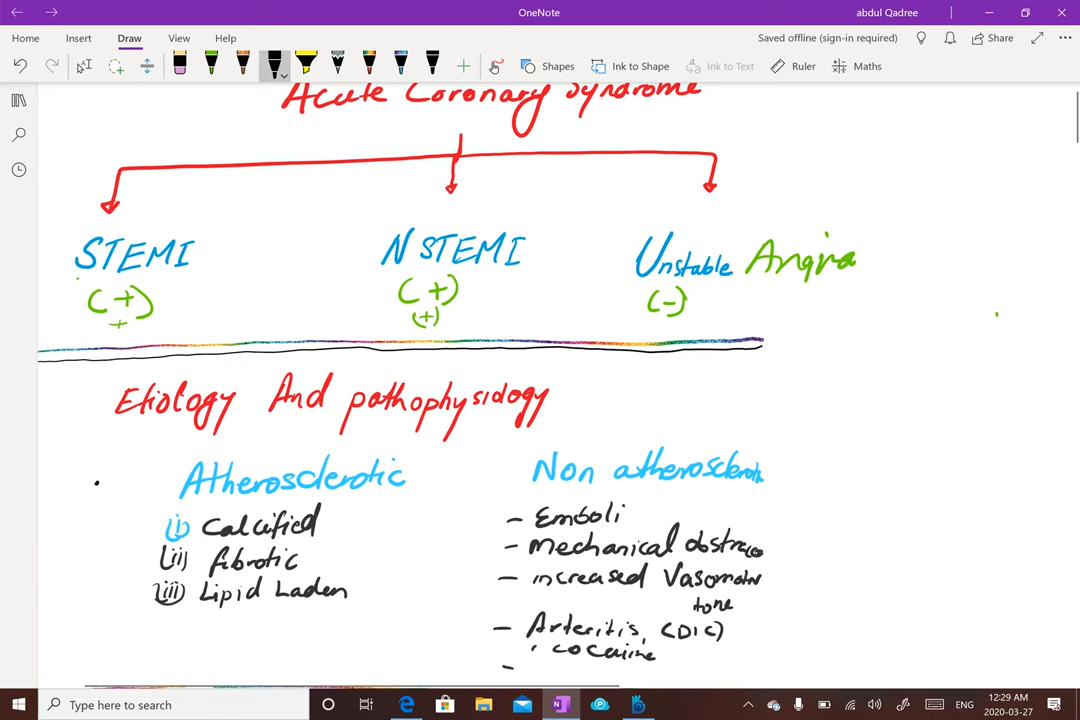 OneNote
abdul Qadree
Home Insert Draw View Help
Saved offline (sign-in required)
Share
Shapes
Ink to Shape
Ink to Text
Ruler
Maths
Acute Coronary Syndrome
STEMI
NSTEMI
Unstable Angina
(+)
(+)
(-)
+
(+)
Etiology And pathophysiology
Atherosclerotic
Non atherosclerotic
(i) Calcified
(ii) fibrotic
(iii) Lipid Laden
- Emboli
- Mechanical
- increased Vasomotor
tone
- Arteritis, (DIC)
, cocaine
-
Type here to search
ENG
12:29 AM
2020-03-27